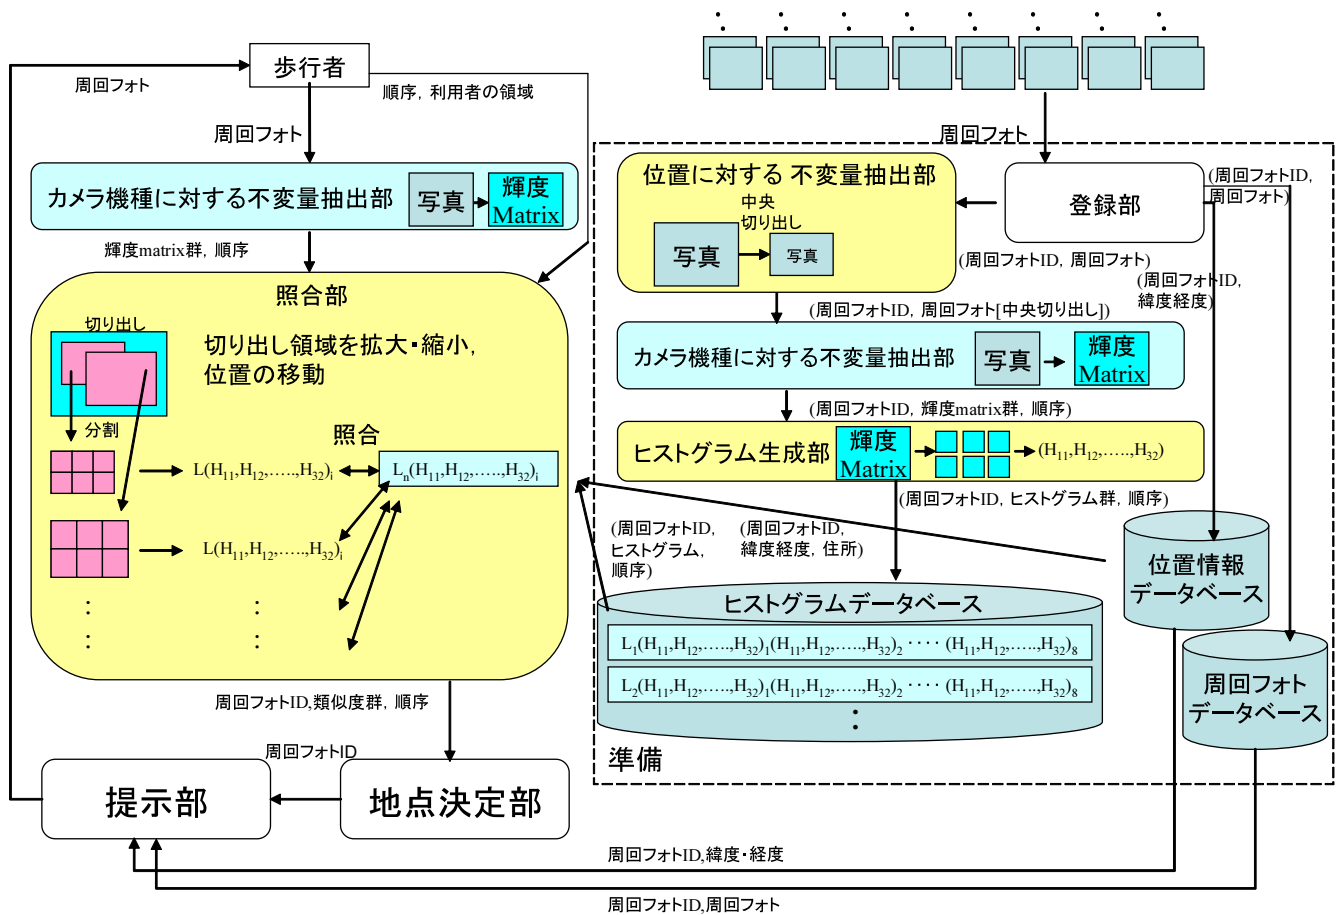 歩行者
周回フォト
順序, 利用者の領域
周回フォト
カメラ機種に対する不変量抽出部
写真
輝度
Matrix
輝度matrix群, 順序
照合部
切り出し
切り出し領域を拡大・縮小,
位置の移動
分割
照合
L(H11,H12,…..,H32)i
Ln(H11,H12,…..,H32)i
L(H11,H12,…..,H32)i
周回フォトID,類似度群, 順序
周回フォトID
提示部
地点決定部
周回フォト
位置に対する 不変量抽出部
中央
切り出し
写真
写真
登録部
(周回フォトID,
周回フォト)
(周回フォトID, 周回フォト)
(周回フォトID,
緯度経度)
(周回フォトID, 周回フォト[中央切り出し])
カメラ機種に対する不変量抽出部
写真
輝度
Matrix
(周回フォトID, 輝度matrix群, 順序)
ヒストグラム生成部
輝度
Matrix
(H11,H12,…..,H32)
(周回フォトID, ヒストグラム群, 順序)
(周回フォトID,
ヒストグラム,
順序)
(周回フォトID,
緯度経度, 住所)
位置情報
データベース
ヒストグラムデータベース
L1(H11,H12,…..,H32)1(H11,H12,…..,H32)2 ‥‥ (H11,H12,…..,H32)8
L2(H11,H12,…..,H32)1(H11,H12,…..,H32)2 ‥‥ (H11,H12,…..,H32)8
周回フォト
データベース
準備
周回フォトID,緯度・経度
周回フォトID,周回フォト